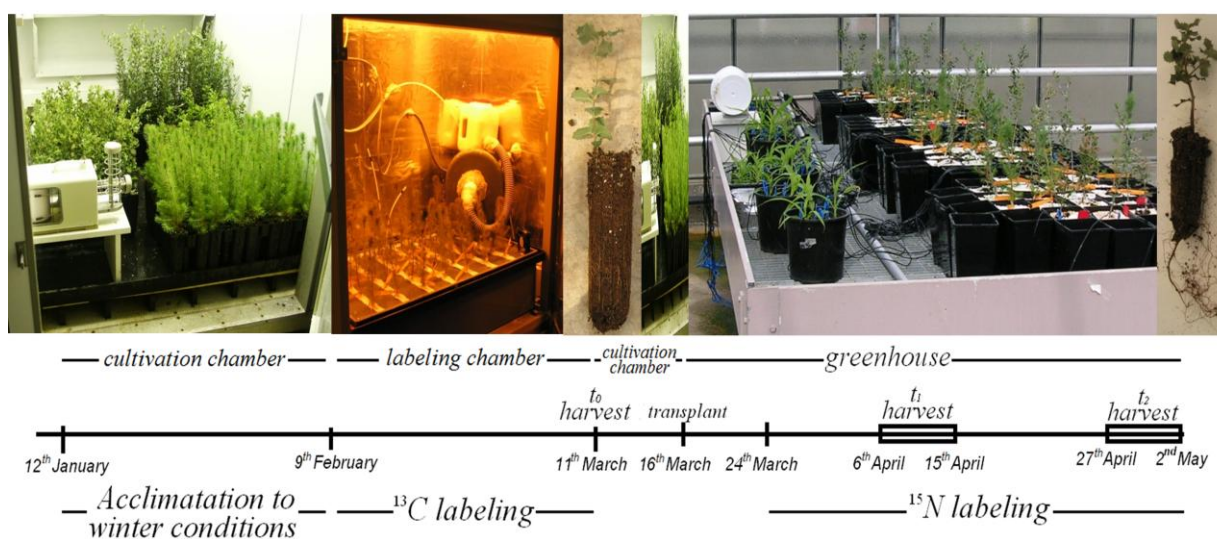 cultivation chamber
labeling chamber
cultivation
chamber
greenhouse
t₀
harvest
transplant
t₁
harvest
t₂
harvest
12ᵗʰ January
9ᵗʰ February
11ᵗʰ March
16ᵗʰ March
24ᵗʰ March
6ᵗʰ April
15ᵗʰ April
27ᵗʰ April
2ⁿᵈ May
Acclimatation to
winter conditions
¹³C labeling
¹⁵N labeling